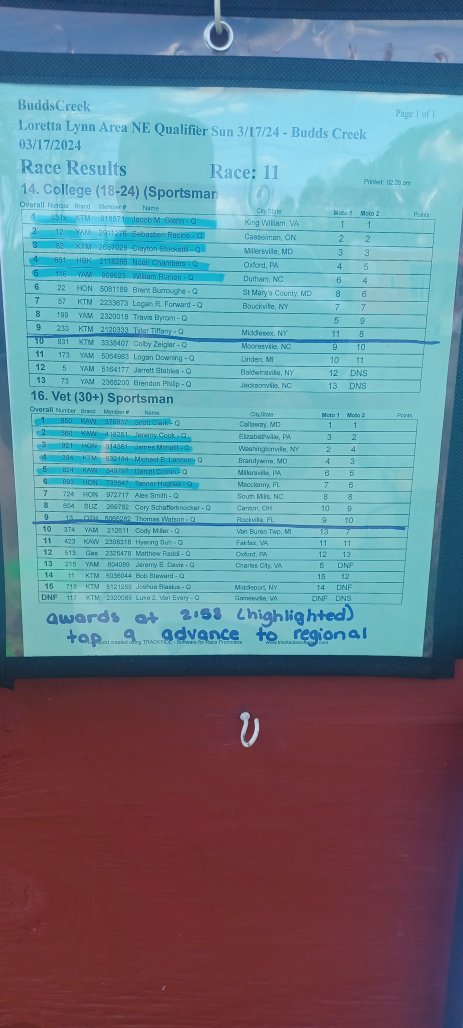 BuddsCreek
Page 1 of 1
Loretta Lynn Area NE Qualifier Sun 3/17/24 - Budds Creek
03/17/2024
Race Results Race: 11
Printed: 02:28 pm
14. College (18-24) (Sportsman
Overall Number Brand Member # Name City,State Moto 1 Moto 2 Points
1 KTM Jacob M. Glenn - Q King William, VA 1 1
2 12 YAM Sebastien Racine - Q Casselman, ON 2 2
3 82 KTM Clayton Stockstill - Q Millersville, MD 3 3
4 HSK Noah Chambers - Q Oxford, PA 4 5
5 YAM William Runion - Q Durham, NC 6 4
6 22 HON 5081189 Brent Burroughs - Q St Mary's County, MD 8 6
7 57 KTM 2233673 Logan R. Forward - Q Bouckville, NY 7 7
8 199 YAM 2320018 Travis Byrom - Q 5 9
9 233 KTM 2120333 Tyler Tiffany - Q Middlesex, NY 11 8
10 831 KTM 3338407 Colby Zeigler - Q Mooresville, NC 9 10
11 173 YAM 5064983 Logan Downing - Q Linden, MI 10 11
12 5 YAM 5164177 Jarrett Stables - Q Baldwinsville, NY 12 DNS
13 73 YAM 2365200 Brendon Philip - Q Jacksonville, NC 13 DNS
16. Vet (30+) Sportsman
Overall Number Brand Member # Name City,State Moto 1 Moto 2 Points
1 KAW Scott Clark - Q Callaway, MD 1 1
2 KAW Jeremy Cook - Q Elizabethville, PA 3 2
3 921 HON James - Q Washingtonville, NY 2 4
4 KTM Michael E. - Q Brandywine, MD 4 3
5 KAW Daniel - Q Millersville, PA 6 5
6 HON Tanner Hughes - Q Macclenny, FL 7 6
7 724 HON 972717 Alex Smith - Q South Mills, NC 8 8
8 604 SUZ 269782 Cory Schafferknocker - Q Canton, OH 10 9
9 13 Thomas Watson - Q Rockville, FL 9 10
10 374 YAM 212611 Cody Miller - Q Van Buren Twp, MI 13 7
11 423 KAW 2308318 Hyeong Suh - Q Fairfax, VA 11 11
12 513 Gas 2325478 Matthew Raddi - Q Oxford, PA 12 13
13 215 YAM 604089 Jeremy E. Davis - Q Charles City, VA 5 DNF
14 11 KTM 5036044 Bob Steward - Q 15 12
15 713 KTM 5121259 Joshua Blasius - Q Middleport, NY 14 DNF
DNF 117 KTM 2320085 Luke J. Van Every - Q Gainesville, VA DNF DNS
awards at 2:58 (highlighted)
top 9 advance to regional